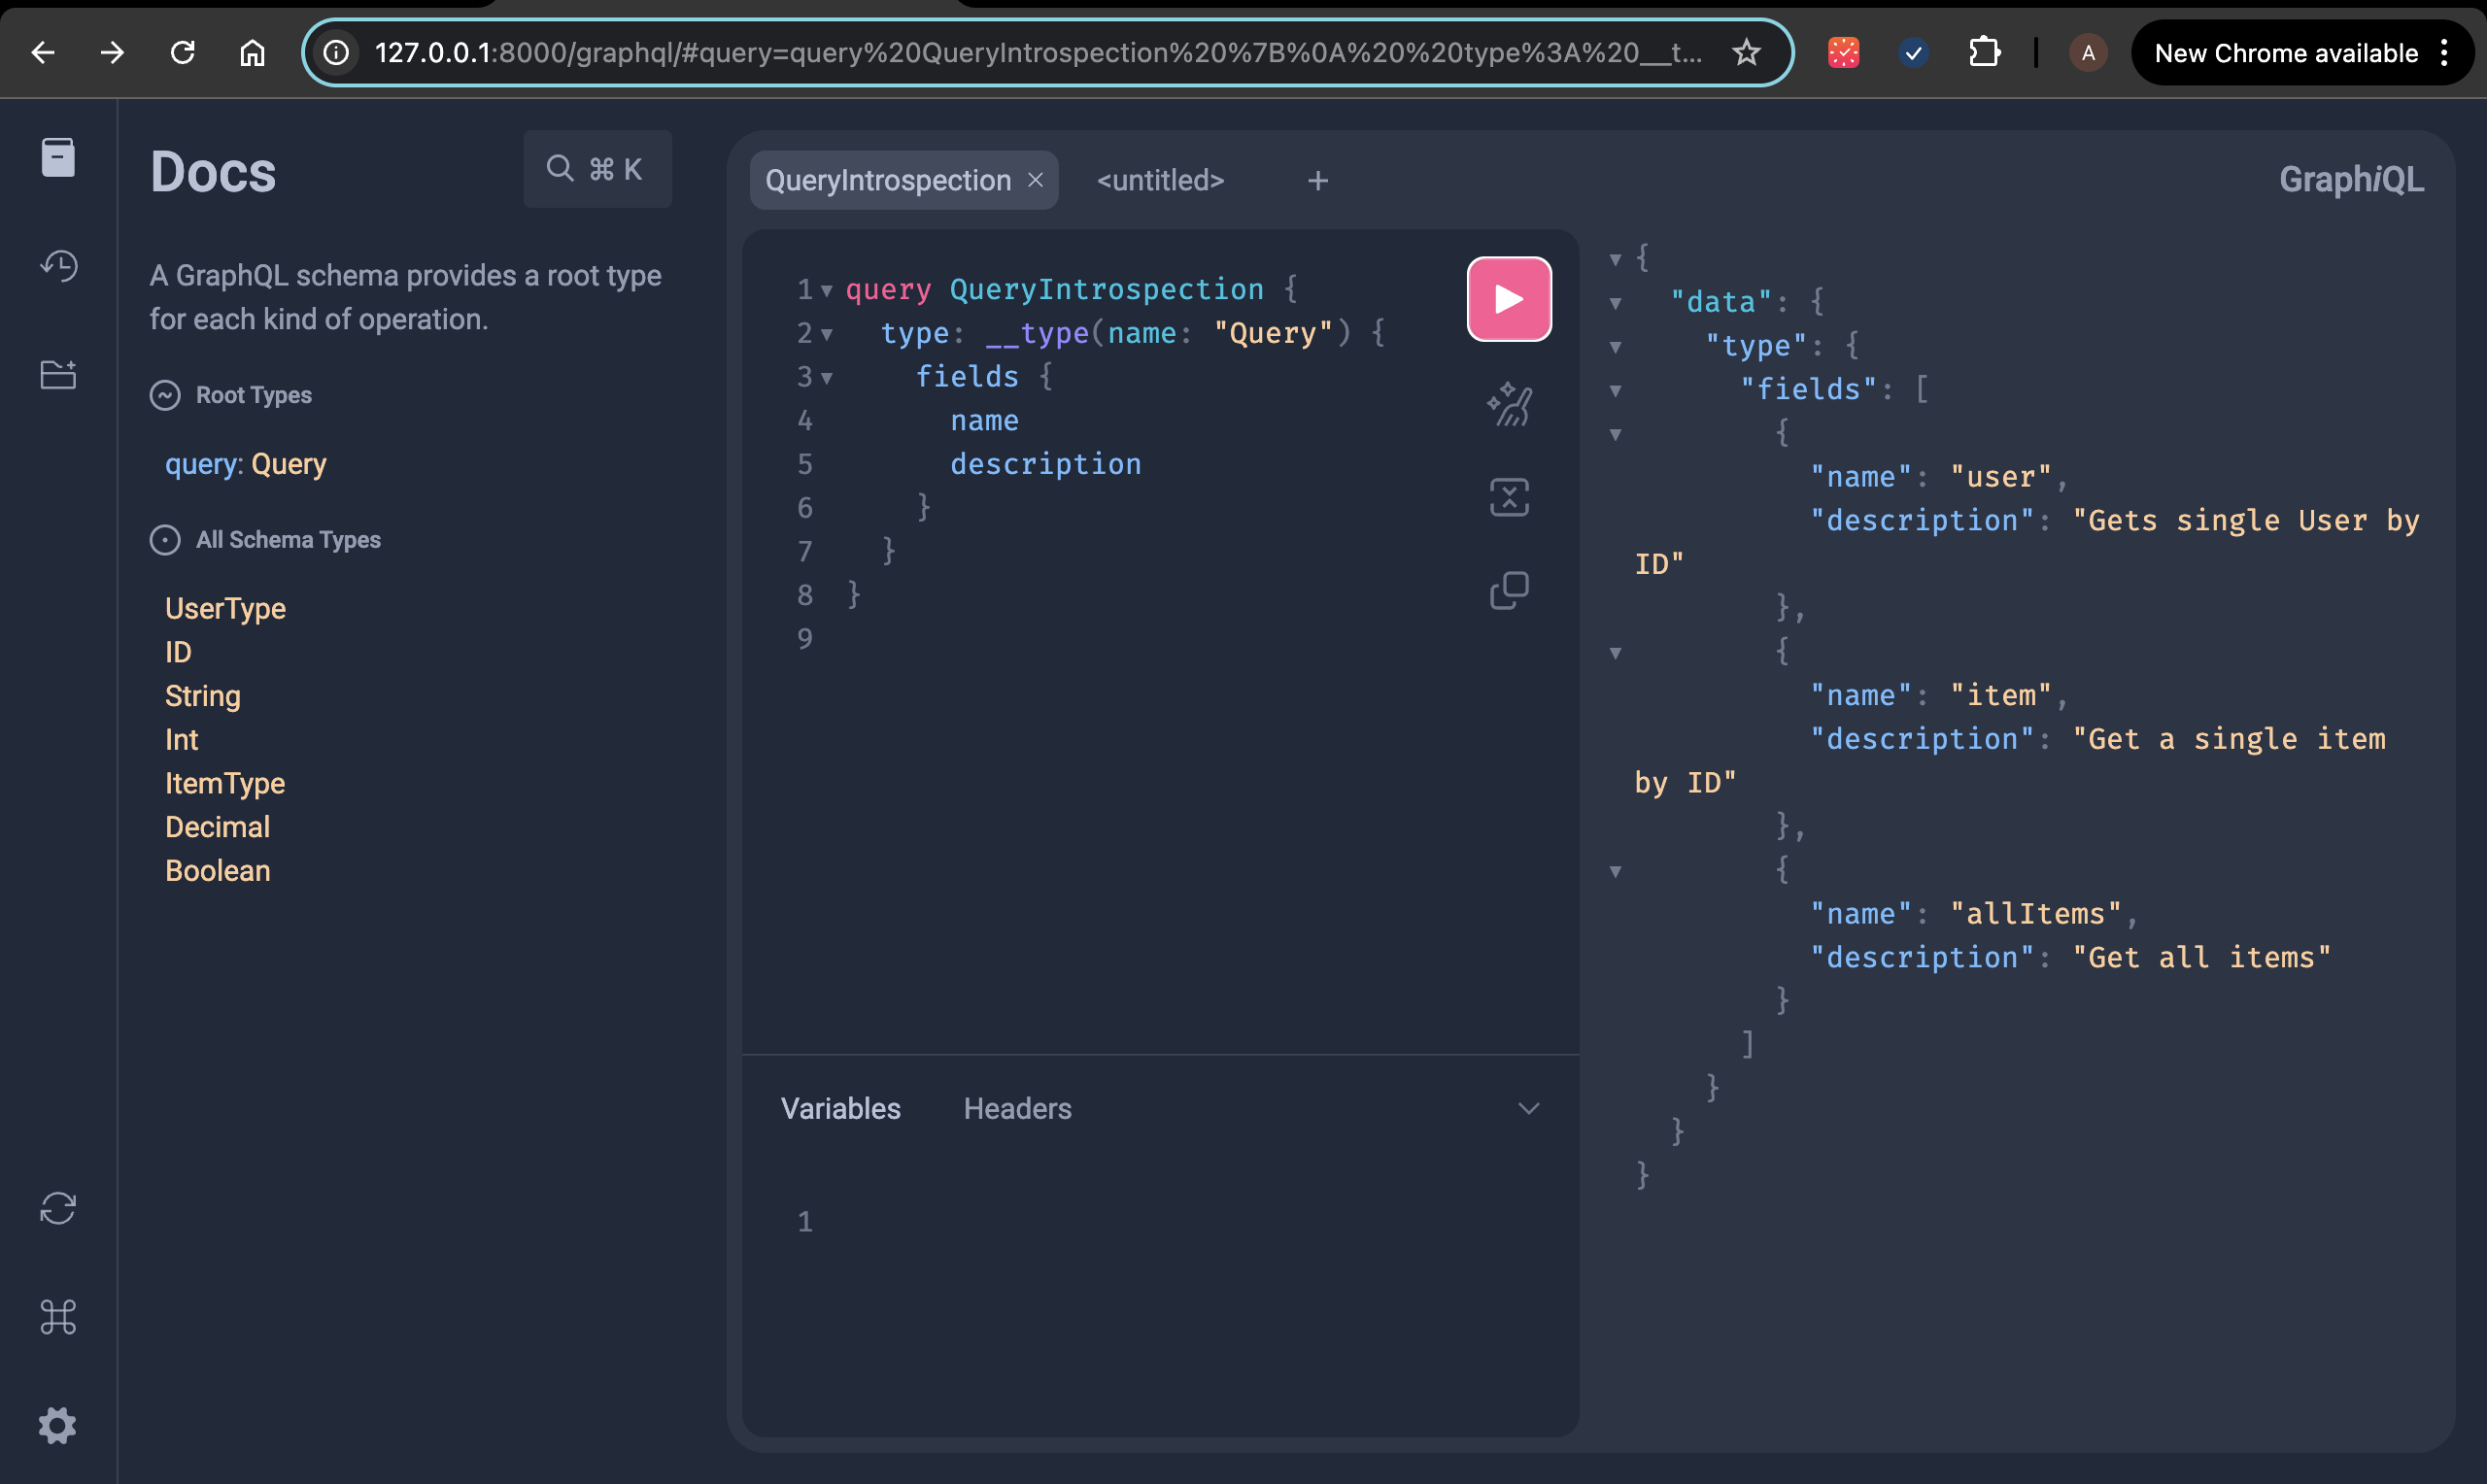 127.0.0.1:8000/graphql/#query=query%20QueryIntrospection%20%7B%0A%20%20type%3A%20__t...
A
New Chrome available
Docs
⌘ K
A GraphQL schema provides a root type
for each kind of operation.
Root Types
query: Query
All Schema Types
UserType
ID
String
Int
ItemType
Decimal
Boolean
QueryIntrospection
<untitled>
+
GraphiQL
1 query QueryIntrospection {
2 type: __type(name: "Query") {
3 fields {
4 name
5 description
6 }
7 }
8 }
9
Variables Headers
1
{
"data": {
"type": {
"fields": [
{
"name": "user",
"description": "Gets single User by
ID"
},
{
"name": "item",
"description": "Get a single item
by ID"
},
{
"name": "allItems",
"description": "Get all items"
}
]
}
}
}